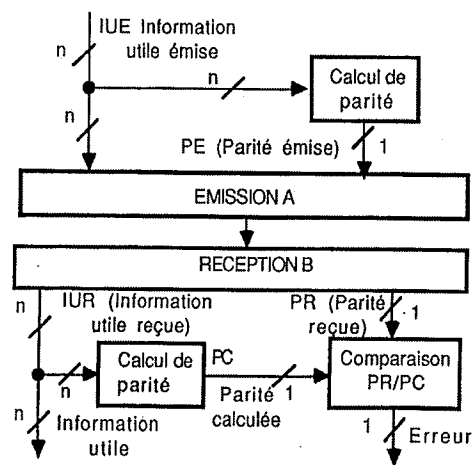 IUE Information
utile émise
n
n
n
Calcul de
parité
PE (Parité émise)
1
EMISSION A
RECEPTION B
n
IUR (Information
utile reçue)
PR (Parité
reçue)
1
Calcul de
parité
n
PC
Parité
calculée
1
Comparaison
PR/PC
n
Information
utile
1
Erreur